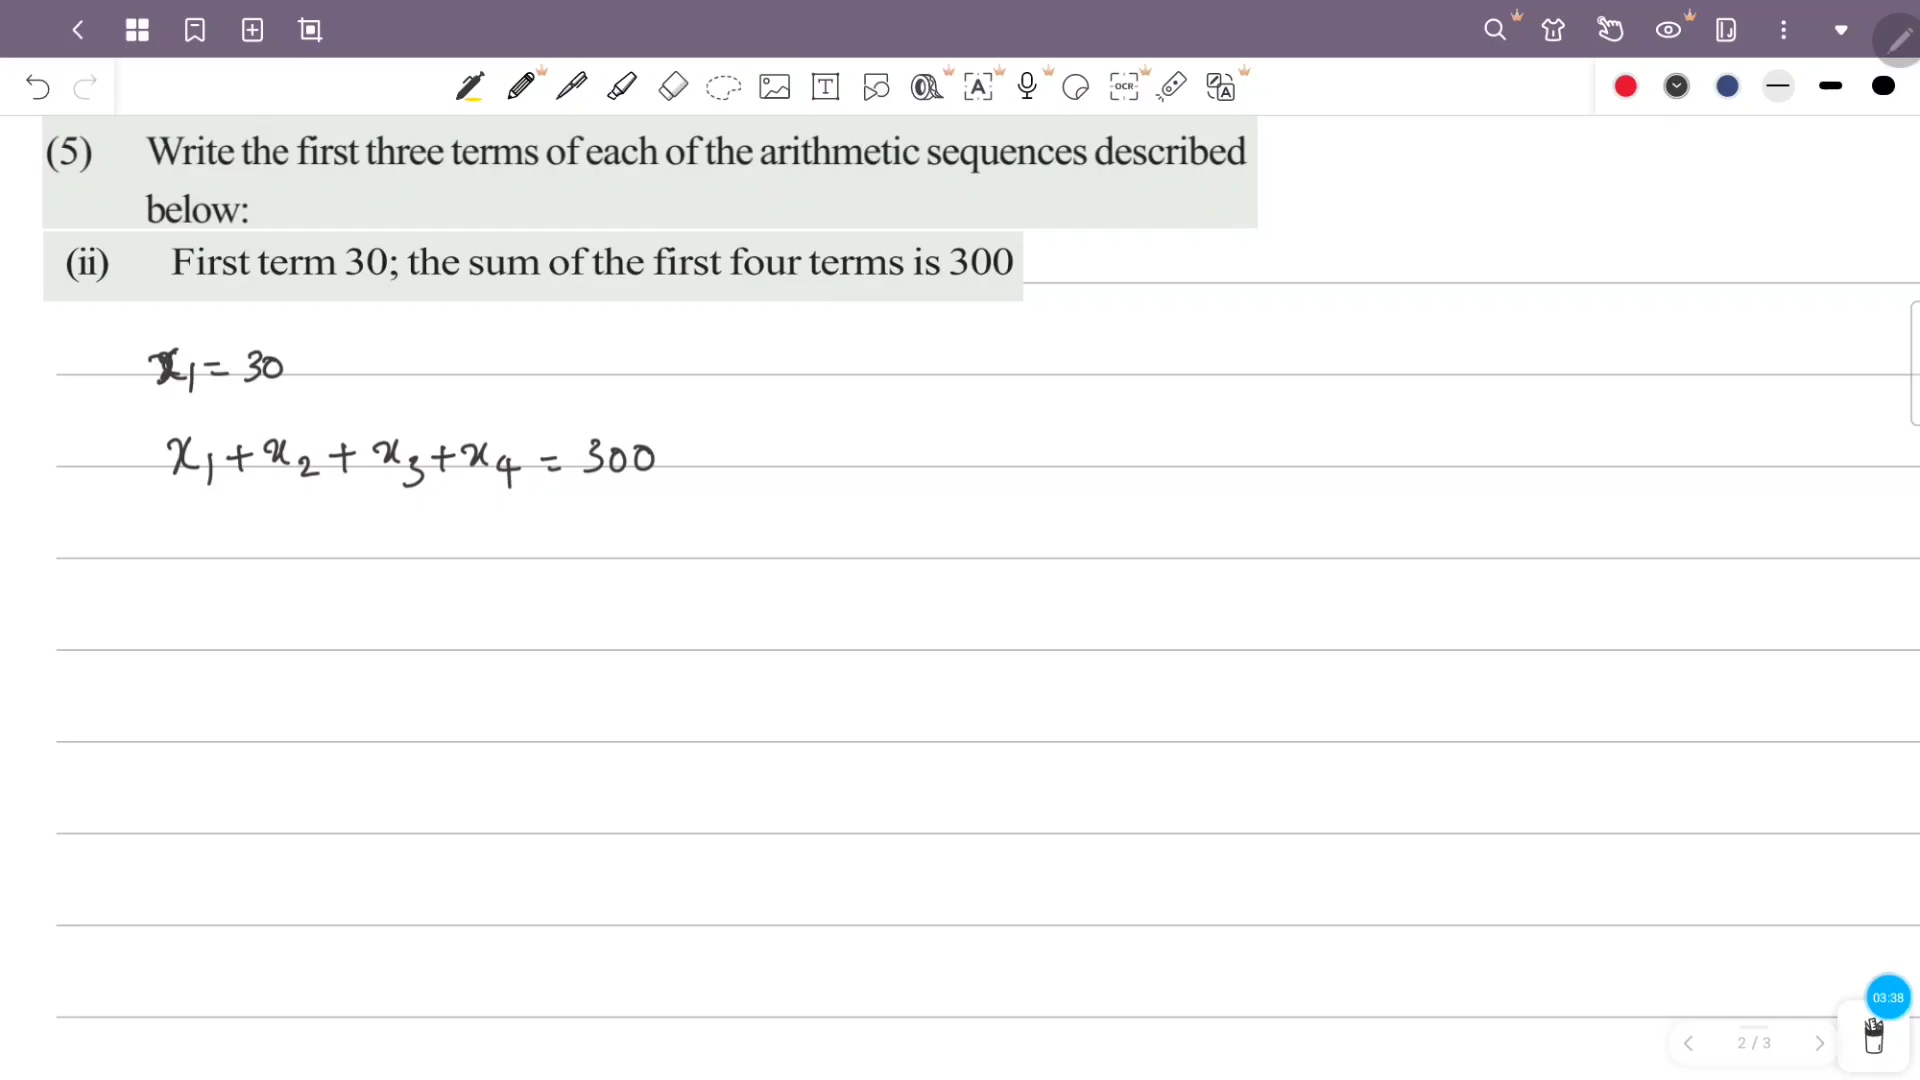 OCR
(5) Write the first three terms of each of the arithmetic sequences described
below:
(ii) First term 30; the sum of the first four terms is 300
x₁ = 30
x₁ + x₂ + x₃ + x₄ = 300
03:38
2 / 3